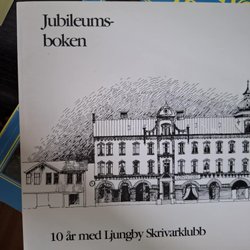 Jubileums-
boken
10 år med Ljungby Skrivarklubb